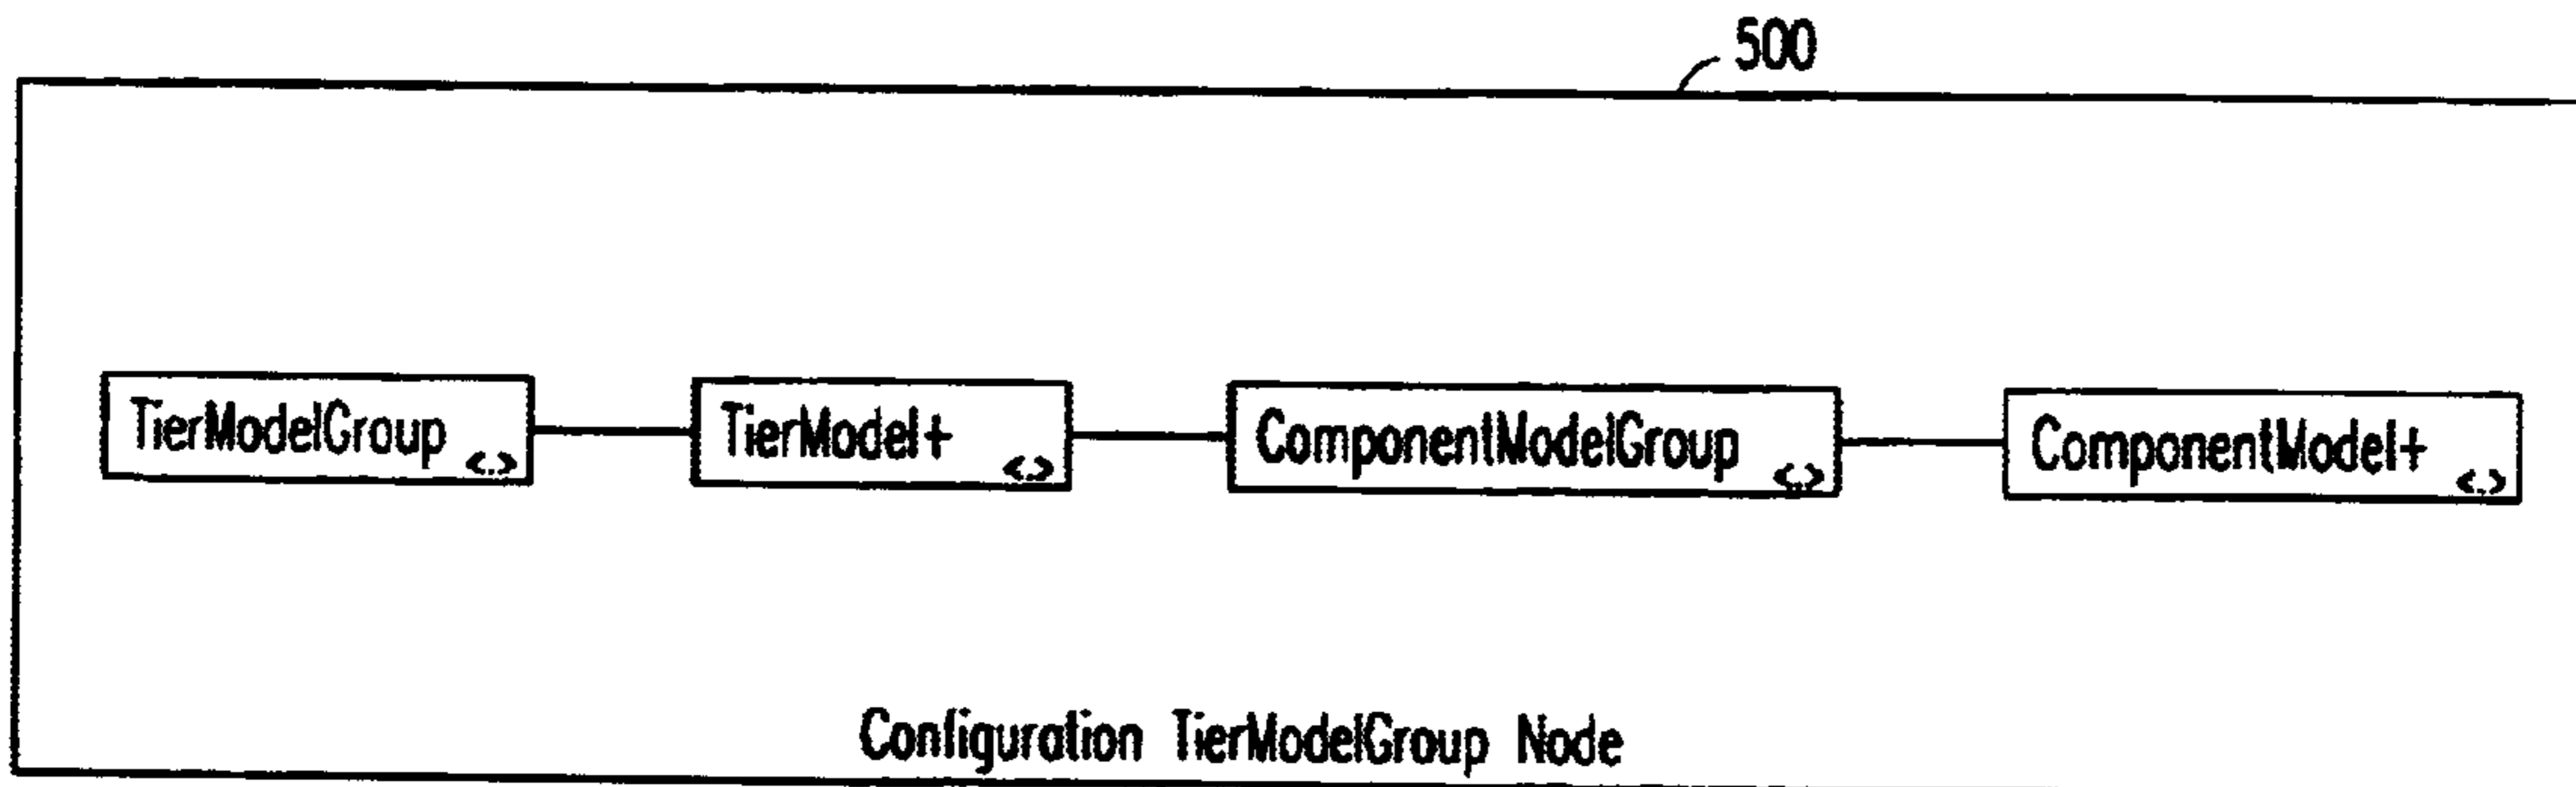 500
TierModelGroup <..>
TierModel+ <..>
ComponentModelGroup <..>
ComponentModel+ <..>
Configuration TierModelGroup Node